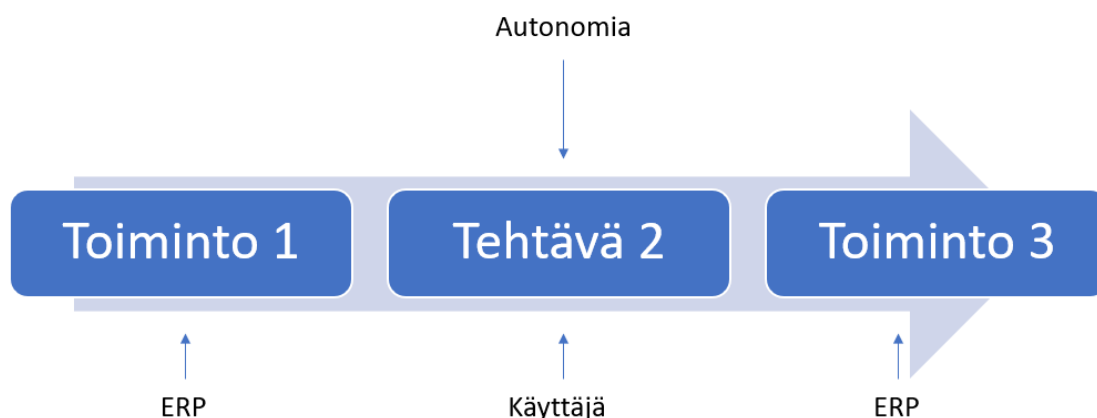 Autonomia
Toiminto 1
Tehtävä 2
Toiminto 3
ERP
Käyttäjä
ERP